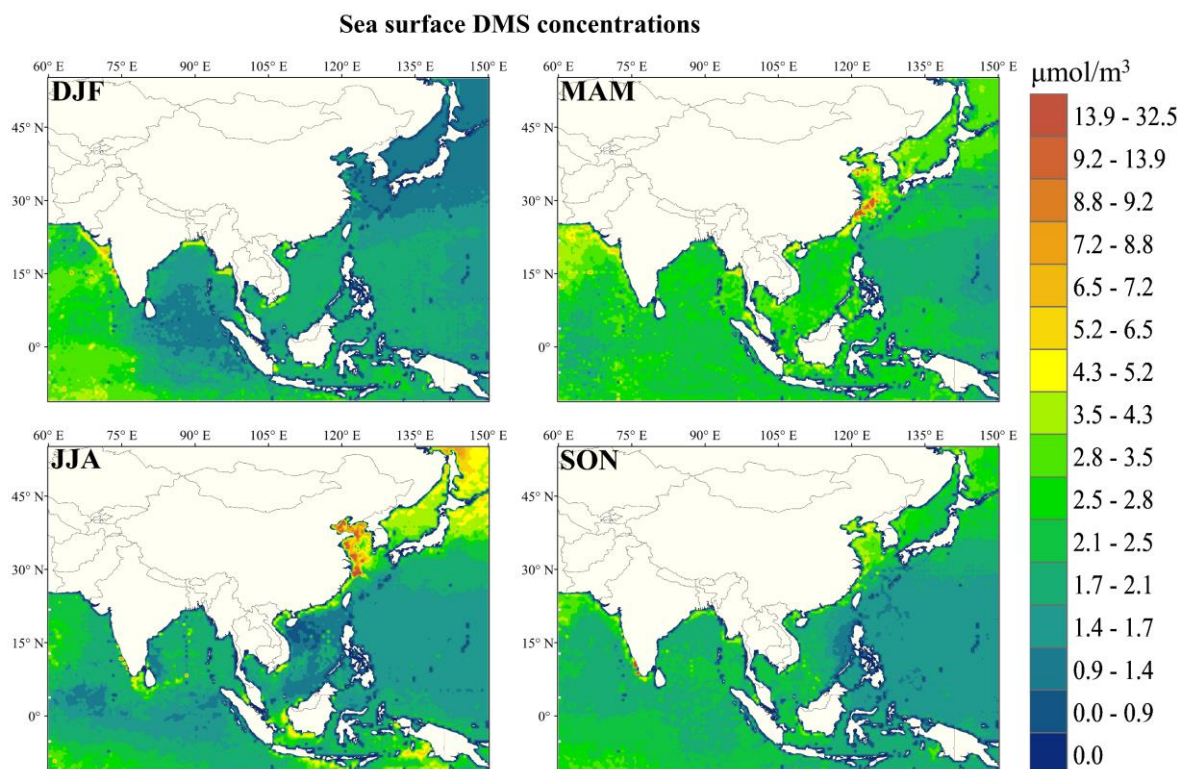 Sea surface DMS concentrations
60° E 75° E 90° E 105° E 120° E 135° E 150° E
60° E 75° E 90° E 105° E 120° E 135° E 150° E
DJF
MAM
45° N
30° N
15° N
0°
45° N
30° N
15° N
0°
60° E 75° E 90° E 105° E 120° E 135° E 150° E
60° E 75° E 90° E 105° E 120° E 135° E 150° E
JJA
SON
45° N
30° N
15° N
0°
45° N
30° N
15° N
0°
µmol/m³
13.9 - 32.5
9.2 - 13.9
8.8 - 9.2
7.2 - 8.8
6.5 - 7.2
5.2 - 6.5
4.3 - 5.2
3.5 - 4.3
2.8 - 3.5
2.5 - 2.8
2.1 - 2.5
1.7 - 2.1
1.4 - 1.7
0.9 - 1.4
0.0 - 0.9
0.0